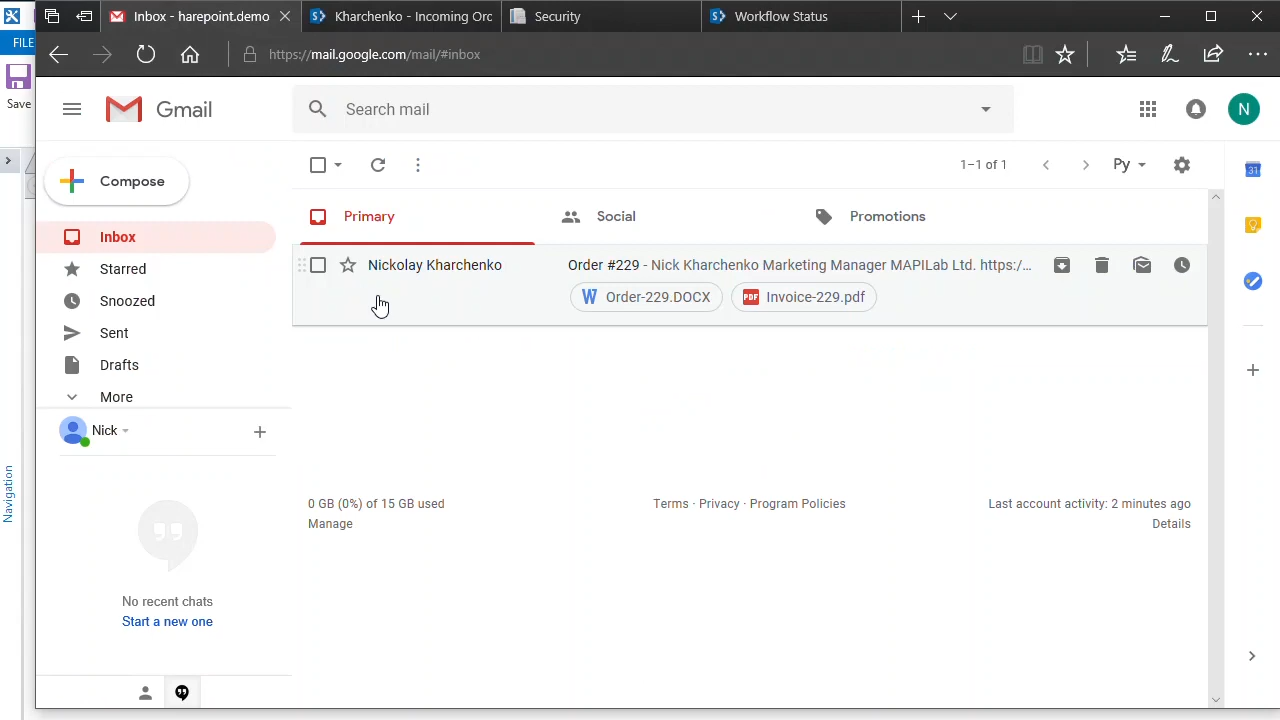 Inbox - harepoint.demo
Kharchenko - Incoming Orc
Security
Workflow Status
FILE
https://mail.google.com/mail/#inbox
Save
Gmail
Search mail
N
Compose
1–1 of 1
Py
31
Primary
Social
Promotions
Inbox
Nickolay Kharchenko
Order #229 - Nick Kharchenko Marketing Manager MAPILab Ltd. https:/...
Starred
Order-229.DOCX
PDF
Invoice-229.pdf
Snoozed
Sent
Drafts
More
Nick
Navigation
0 GB (0%) of 15 GB used
Manage
Terms · Privacy · Program Policies
Last account activity: 2 minutes ago
Details
No recent chats
Start a new one